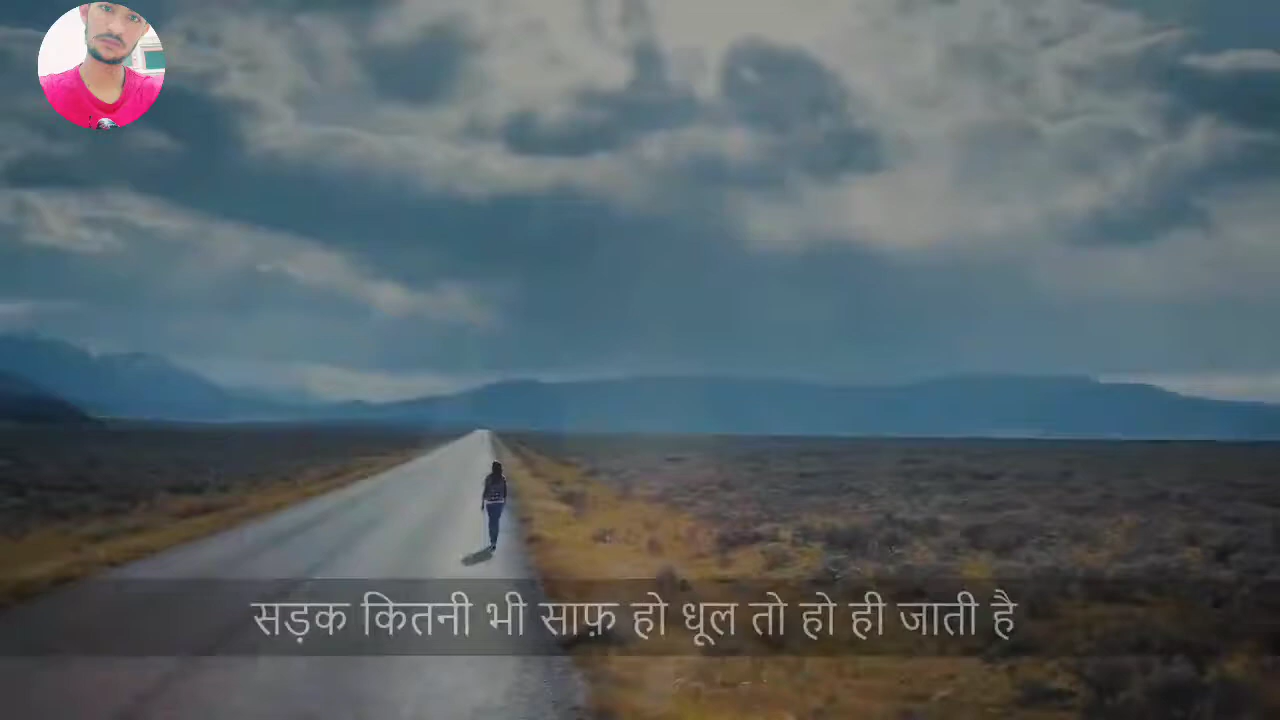 सड़क कितनी भी साफ़ हो धूल तो हो ही जाती है